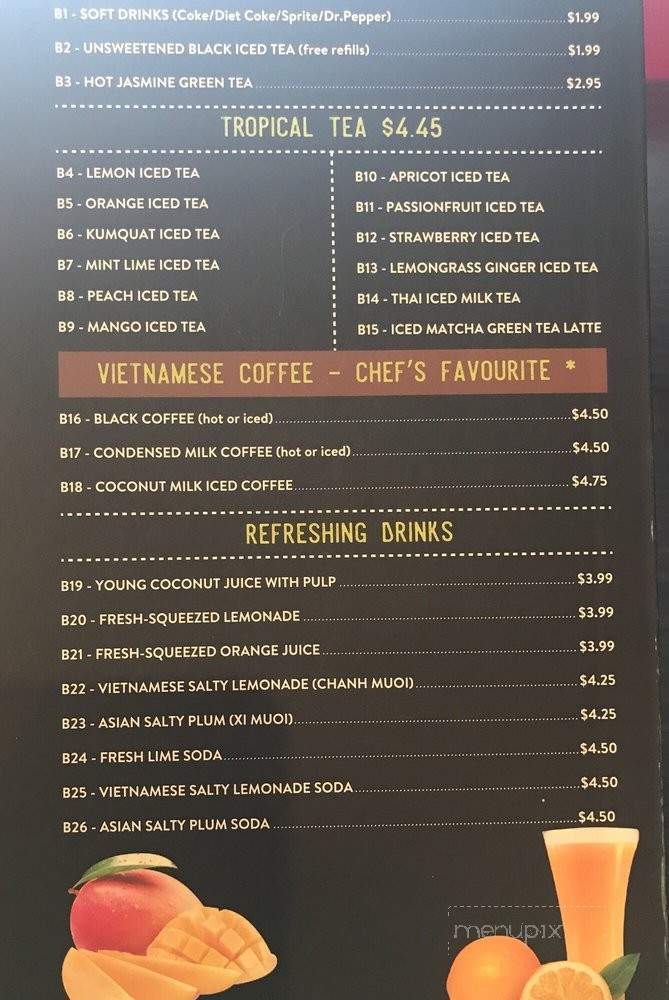 B1 - SOFT DRINKS (Coke/Diet Coke/Sprite/Dr.Pepper) $1.99
B2 - UNSWEETENED BLACK ICED TEA (free refills) $1.99
B3 - HOT JASMINE GREEN TEA $2.95
TROPICAL TEA $4.45
B4 - LEMON ICED TEA
B5 - ORANGE ICED TEA
B6 - KUMQUAT ICED TEA
B7 - MINT LIME ICED TEA
B8 - PEACH ICED TEA
B9 - MANGO ICED TEA
B10 - APRICOT ICED TEA
B11 - PASSIONFRUIT ICED TEA
B12 - STRAWBERRY ICED TEA
B13 - LEMONGRASS GINGER ICED TEA
B14 - THAI ICED MILK TEA
B15 - ICED MATCHA GREEN TEA LATTE
VIETNAMESE COFFEE - CHEF'S FAVOURITE *
B16 - BLACK COFFEE (hot or iced) $4.50
B17 - CONDENSED MILK COFFEE (hot or iced) $4.50
B18 - COCONUT MILK ICED COFFEE $4.75
REFRESHING DRINKS
B19 - YOUNG COCONUT JUICE WITH PULP $3.99
B20 - FRESH-SQUEEZED LEMONADE $3.99
B21 - FRESH-SQUEEZED ORANGE JUICE $3.99
B22 - VIETNAMESE SALTY LEMONADE (CHANH MUOI) $4.25
B23 - ASIAN SALTY PLUM (XI MUOI) $4.25
B24 - FRESH LIME SODA $4.50
B25 - VIETNAMESE SALTY LEMONADE SODA $4.50
B26 - ASIAN SALTY PLUM SODA $4.50
menupix